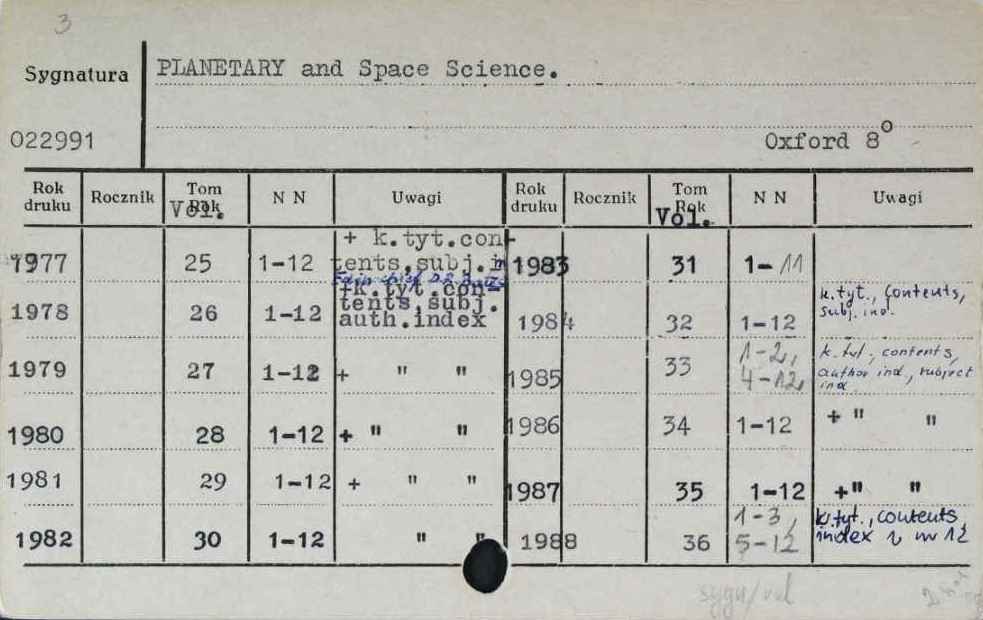 3
Sygnatura PLANETARY and Space Science.
022991 Oxford 8°
Rok druku Rocznik Tom Rok Vol. N N Uwagi Rok druku Rocznik Tom Rok Vol. N N Uwagi
1977 25 1-12 + k.tyt.contents,subj.i 1983 31 1-11
1978 26 1-12 +k.tyt.contents,subj. auth.index 1984 32 1-12 k.tyt., contents, subj. ind.
1979 27 1-12 + " " 1985 33 1-2, 4-12, k.tyt., contents, author ind., subject ind.
1980 28 1-12 + " " 1986 34 1-12 + " "
1981 29 1-12 + " " 1987 35 1-12 +" "
1982 30 1-12 " " 1988 36 1-3, 5-12 k.tyt., contents, index w nr 12